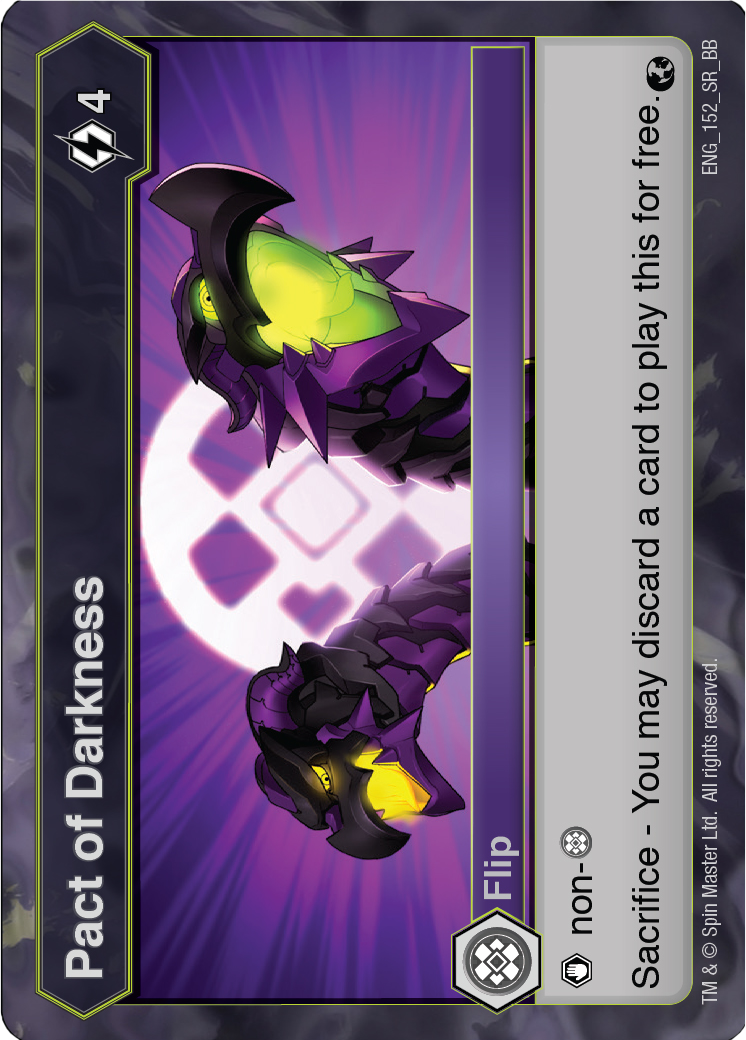 Pact of Darkness
4
Flip
non-
Sacrifice - You may discard a card to play this for free.
TM & © Spin Master Ltd. All rights reserved.
ENG_152_SR_BB